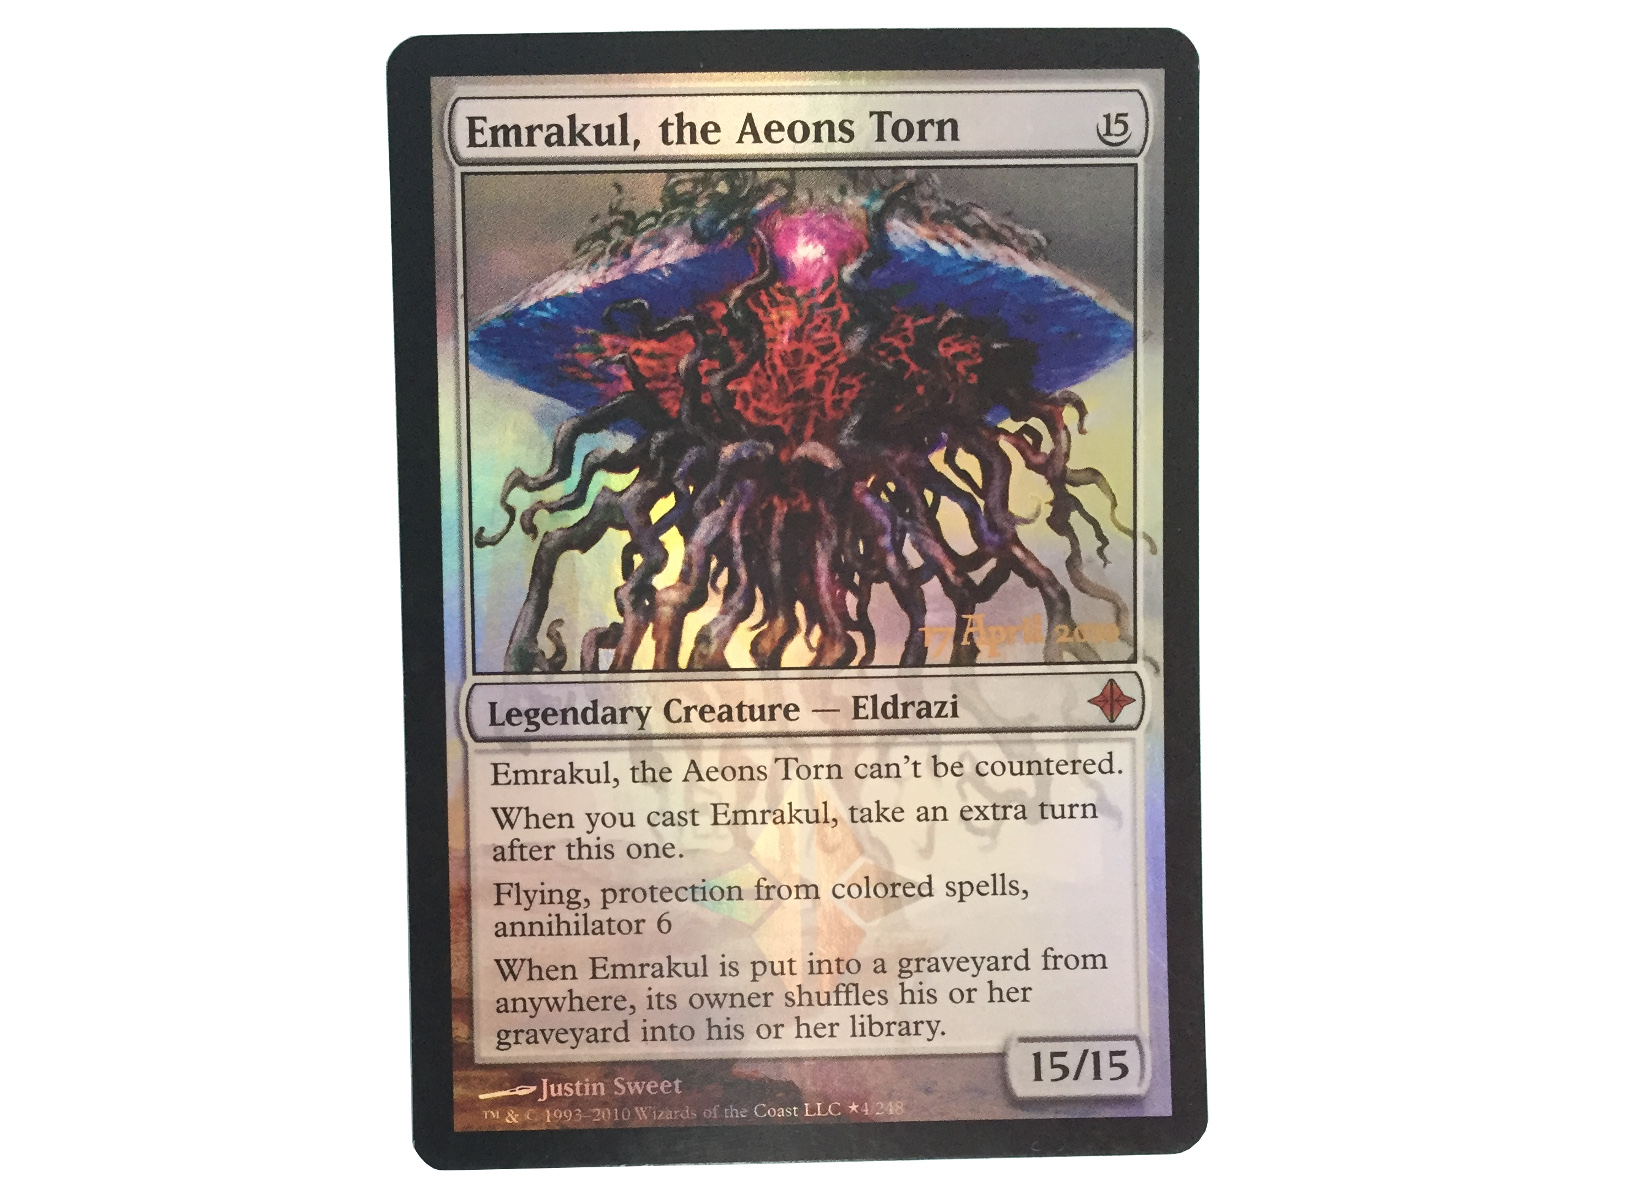 Emrakul, the Aeons Torn
15
17 April 2010
Legendary Creature — Eldrazi
Emrakul, the Aeons Torn can't be countered.
When you cast Emrakul, take an extra turn
after this one.
Flying, protection from colored spells,
annihilator 6
When Emrakul is put into a graveyard from
anywhere, its owner shuffles his or her
graveyard into his or her library.
15/15
Justin Sweet
™ & © 1993–2010 Wizards of the Coast LLC ★4/248